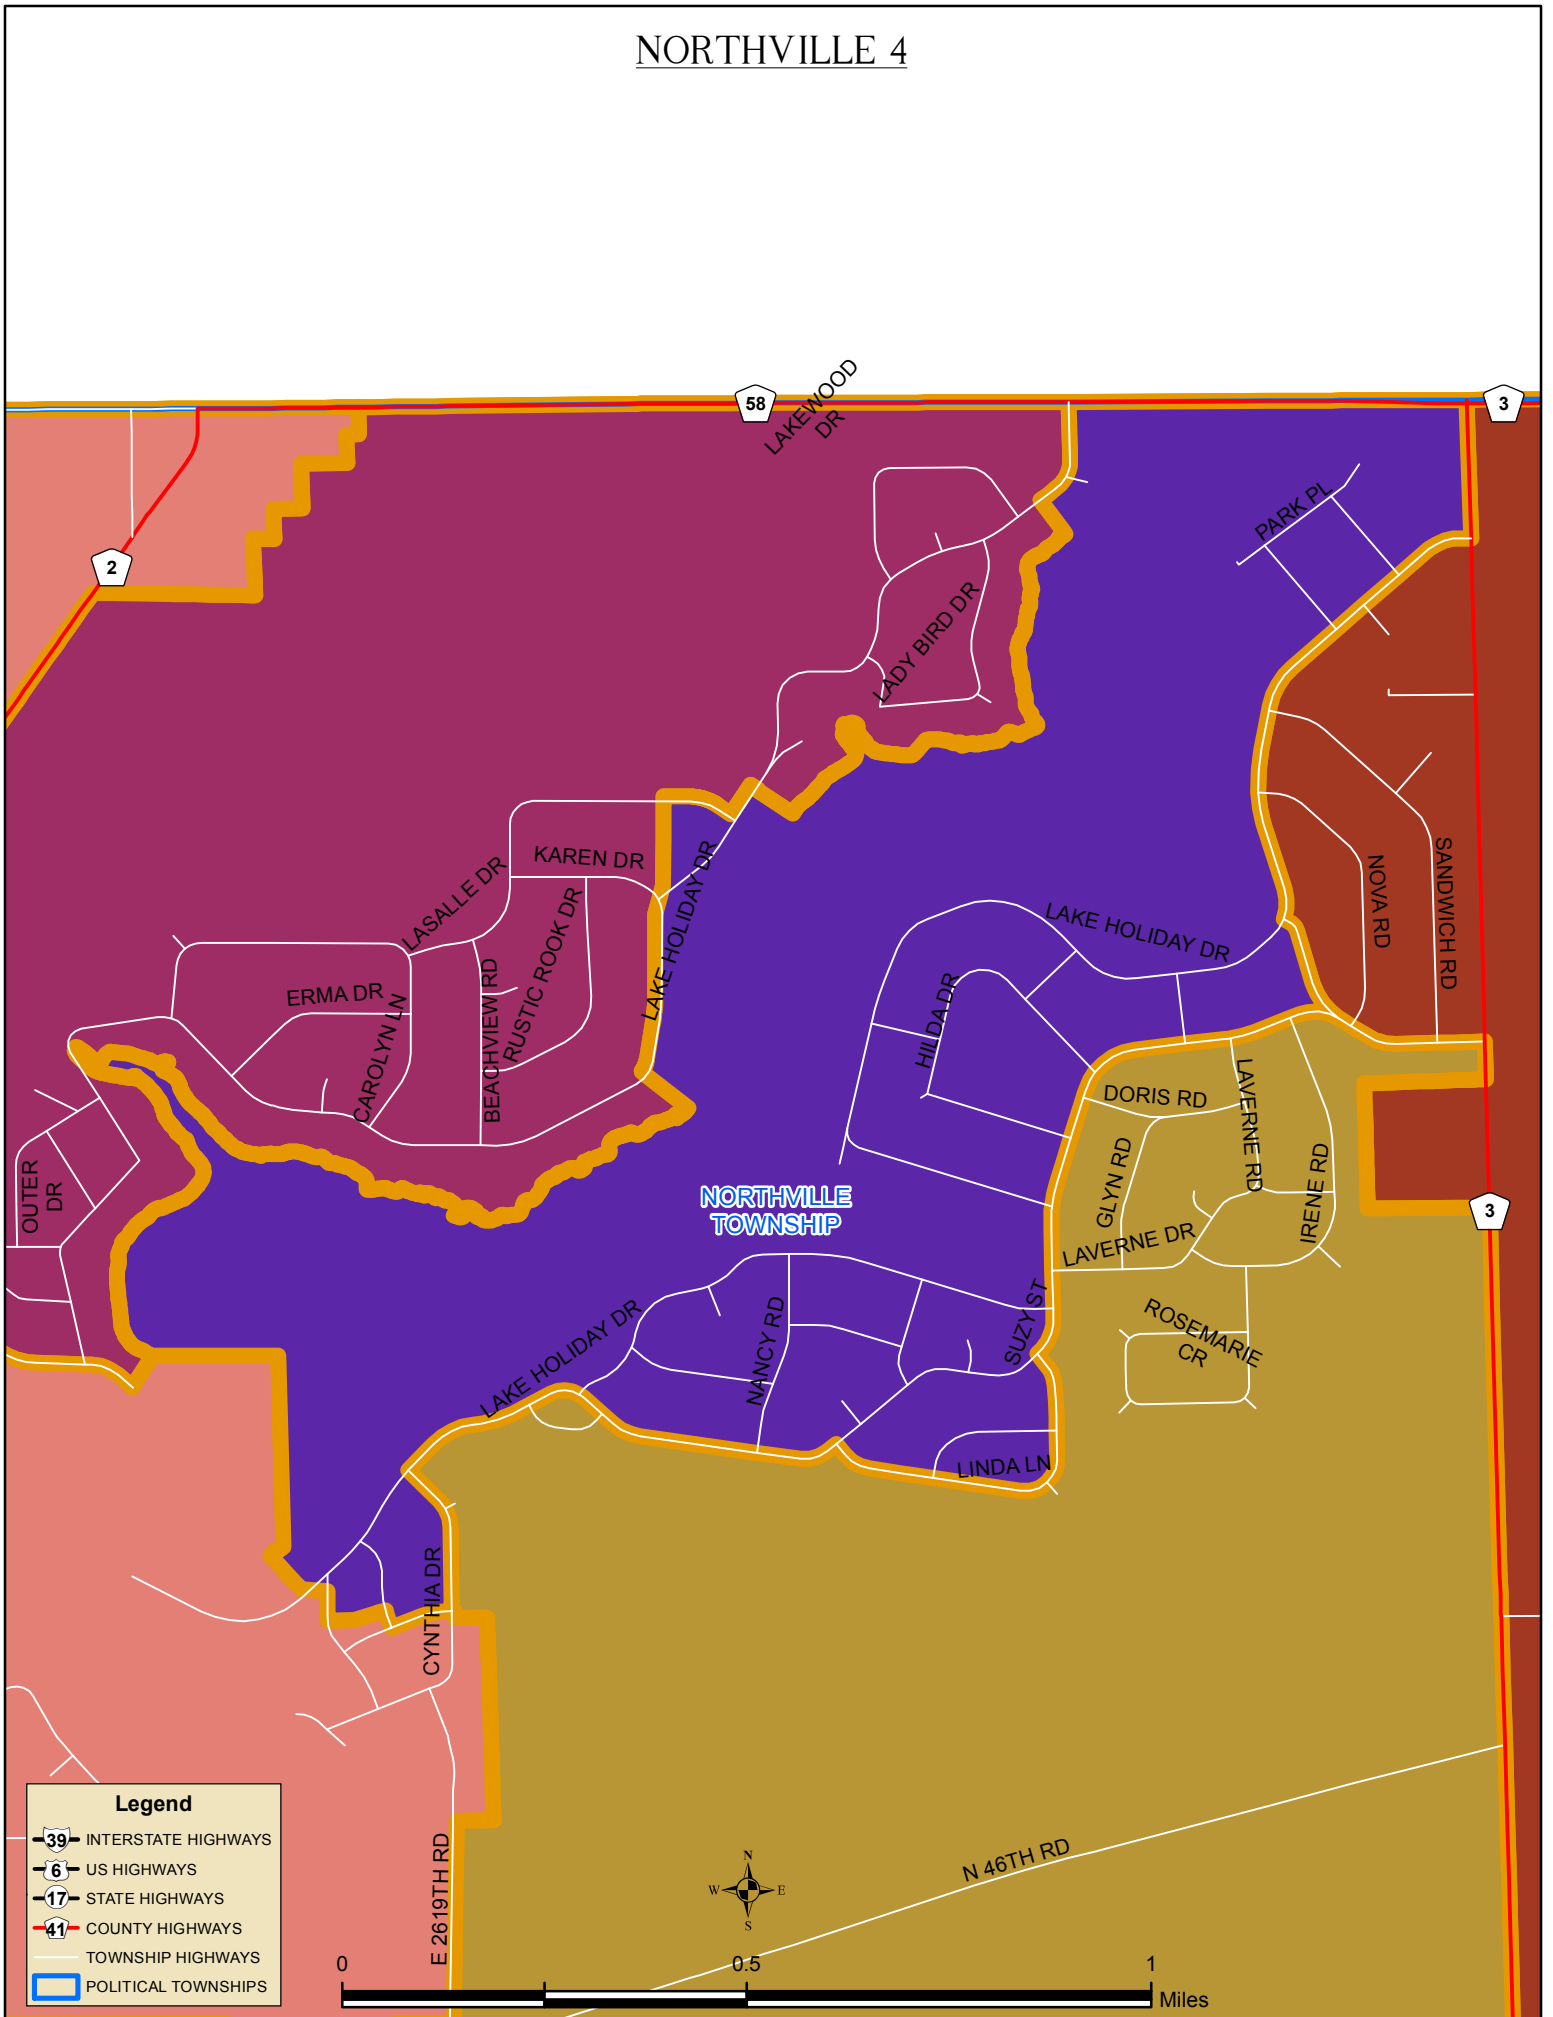 NORTHVILLE 4
58
3
LAKEWOOD
DR
PARK PL
2
LADY BIRD DR
KAREN DR
LASALLE DR
LAKE HOLIDAY DR
RUSTIC ROOK DR
NOVA RD
SANDWICH RD
LAKE HOLIDAY DR
ERMA DR
CAROLYN LN
BEACHVIEW RD
HILDA DR
DORIS RD
LAVERNE RD
OUTER
DR
GLYN RD
IRENE RD
NORTHVILLE
TOWNSHIP
3
LAVERNE DR
LAKE HOLIDAY DR
NANCY RD
SUZY ST
ROSEMARIE
CR
LINDA LN
CYNTHIA DR
E 2619TH RD
N 46TH RD
Legend
39 INTERSTATE HIGHWAYS
6 US HIGHWAYS
17 STATE HIGHWAYS
41 COUNTY HIGHWAYS
TOWNSHIP HIGHWAYS
POLITICAL TOWNSHIPS
N
W E
S
0 0.5 1
Miles